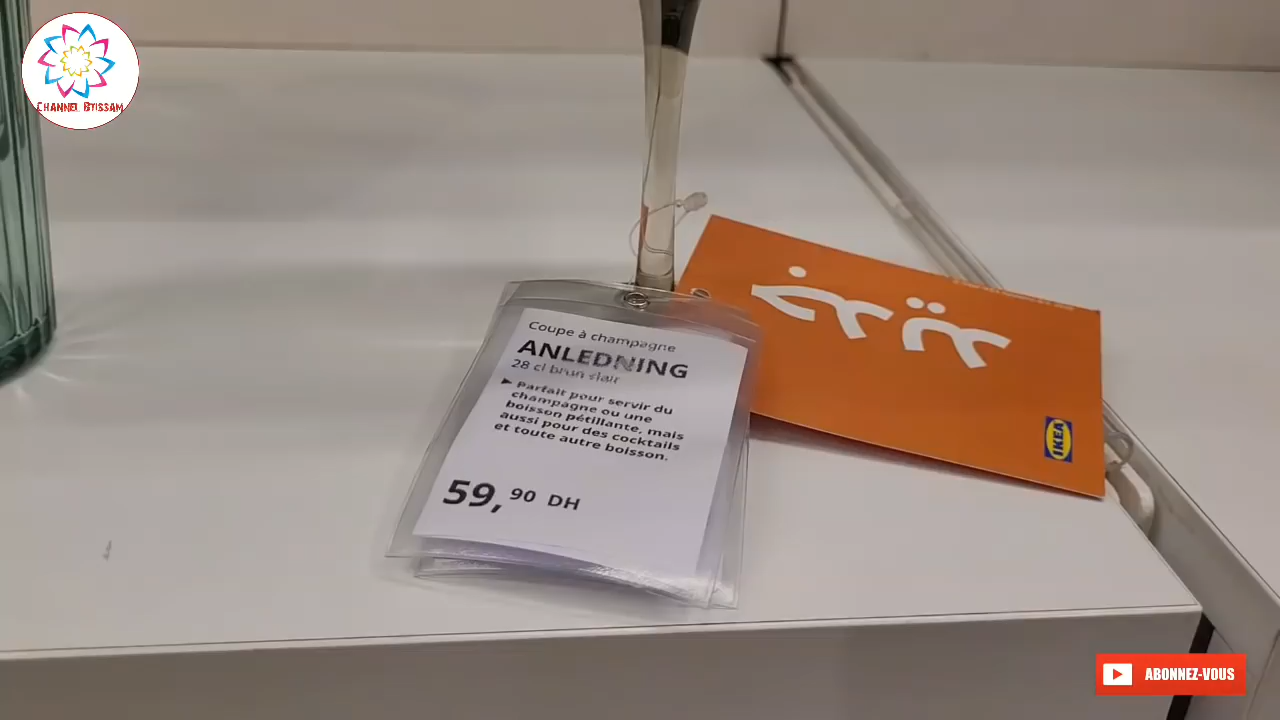 CHANNEL BTISSAM
Coupe à champagne
ANLEDNING
28 cl brun clair
► Parfait pour servir du
champagne ou une
boisson pétillante, mais
aussi pour des cocktails
et toute autre boisson.
59,90 DH
IKEA
ABONNEZ-VOUS